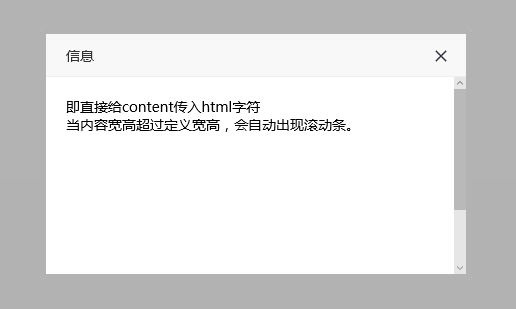 信息
即直接给content传入html字符
当内容宽高超过定义宽高，会自动出现滚动条。